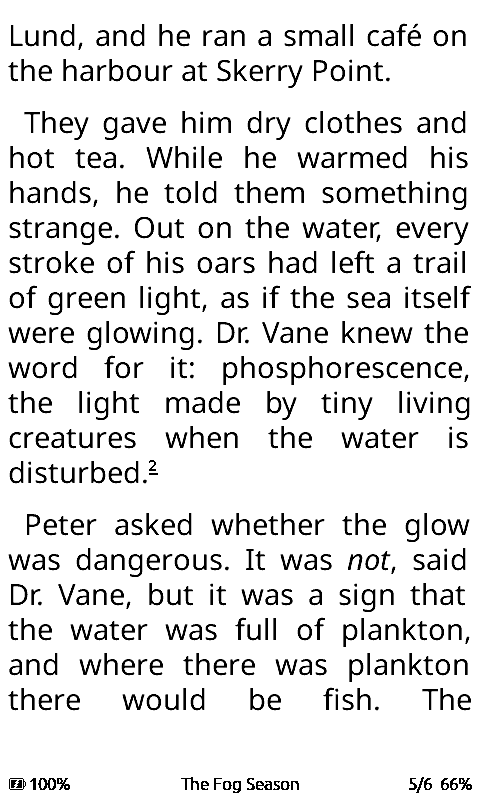 Lund, and he ran a small café on
the harbour at Skerry Point.
They gave him dry clothes and
hot tea. While he warmed his
hands, he told them something
strange. Out on the water, every
stroke of his oars had left a trail
of green light, as if the sea itself
were glowing. Dr. Vane knew the
word for it: phosphorescence,
the light made by tiny living
creatures when the water is
disturbed.2
Peter asked whether the glow
was dangerous. It was not, said
Dr. Vane, but it was a sign that
the water was full of plankton,
and where there was plankton
there would be fish. The
100% The Fog Season 5/6 66%